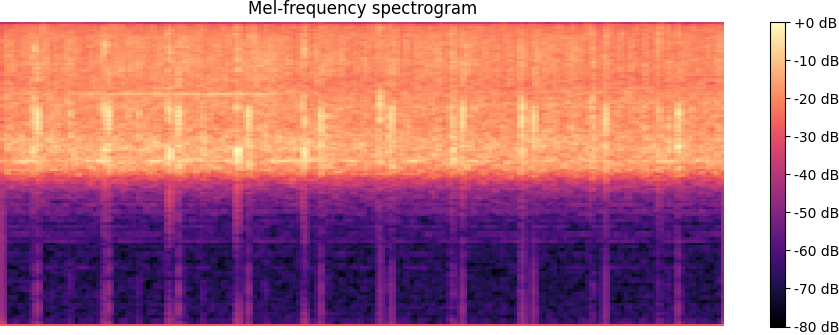 Mel-frequency spectrogram
+0 dB
-10 dB
-20 dB
-30 dB
-40 dB
-50 dB
-60 dB
-70 dB
-80 dB